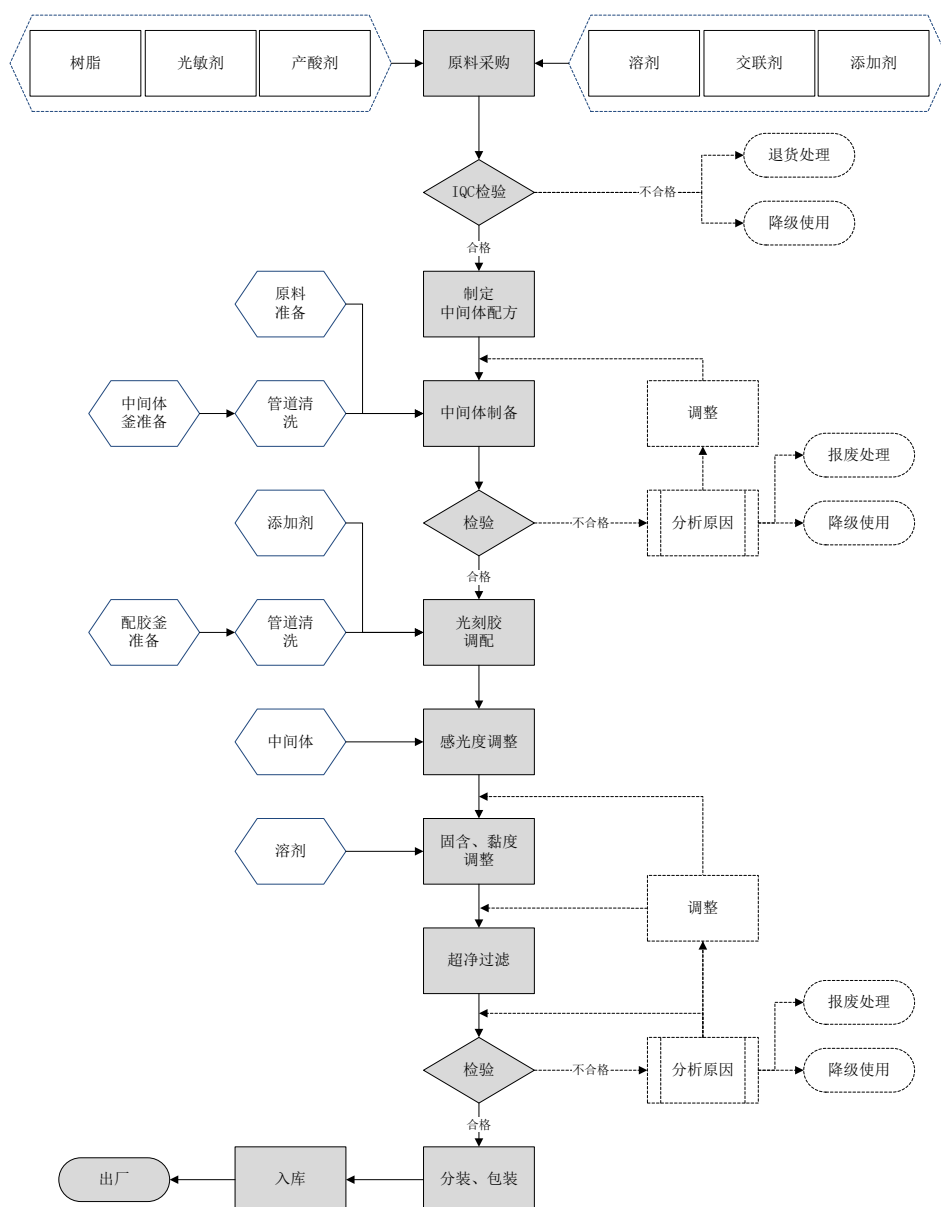 树脂
光敏剂
产酸剂
原料采购
溶剂
交联剂
添加剂
退货处理
IQC检验
不合格
降级使用
合格
原料
准备
制定
中间体配方
中间体
釜准备
管道清
洗
中间体制备
调整
报废处理
添加剂
检验
不合格
分析原因
降级使用
合格
配胶釜
准备
管道清
洗
光刻胶
调配
中间体
感光度调整
溶剂
固含、黏度
调整
调整
超净过滤
报废处理
检验
不合格
分析原因
降级使用
合格
出厂
入库
分装、包装